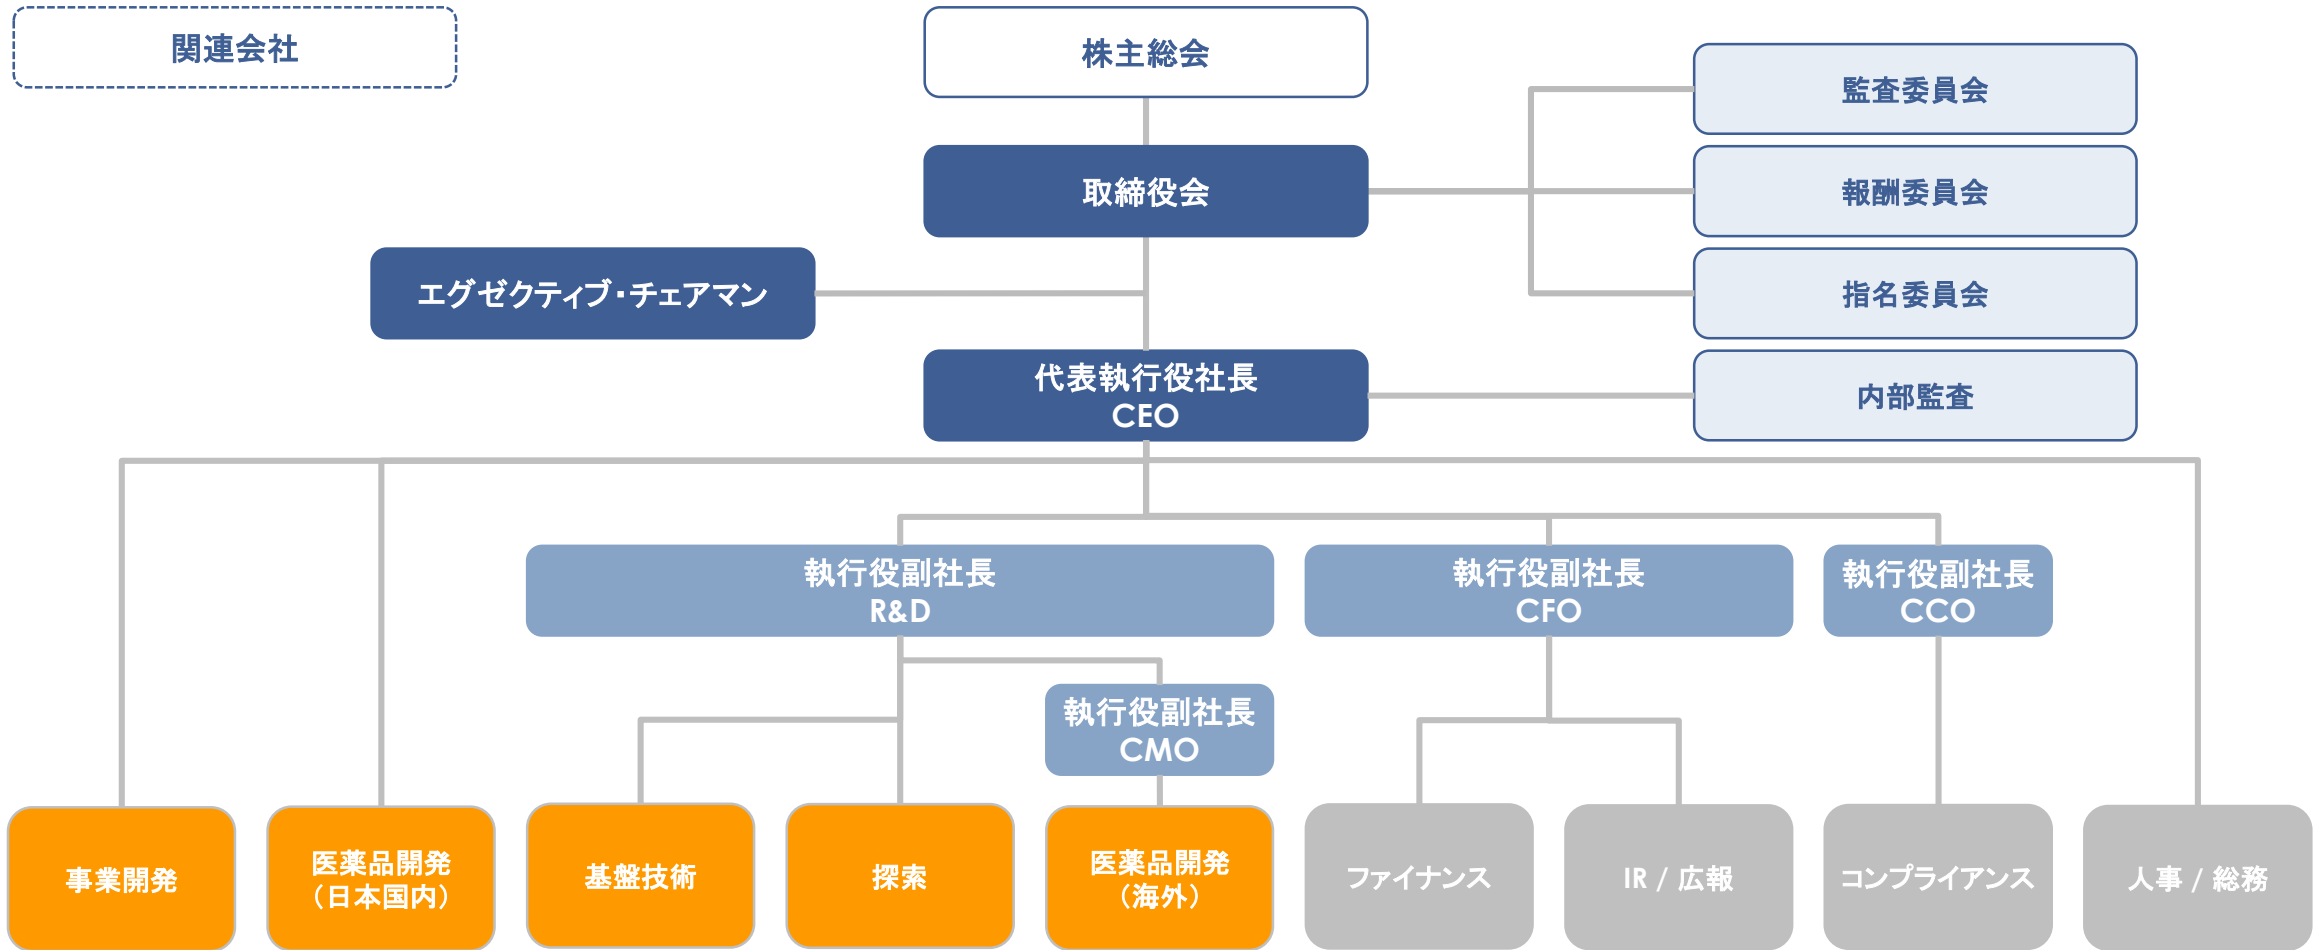 関連会社
株主総会
監査委員会
取締役会
報酬委員会
エグゼクティブ・チェアマン
指名委員会
代表執行役社長
CEO
内部監査
執行役副社長
R&D
執行役副社長
CFO
執行役副社長
CCO
執行役副社長
CMO
事業開発
医薬品開発
（日本国内）
基盤技術
探索
医薬品開発
（海外）
ファイナンス
IR / 広報
コンプライアンス
人事 / 総務